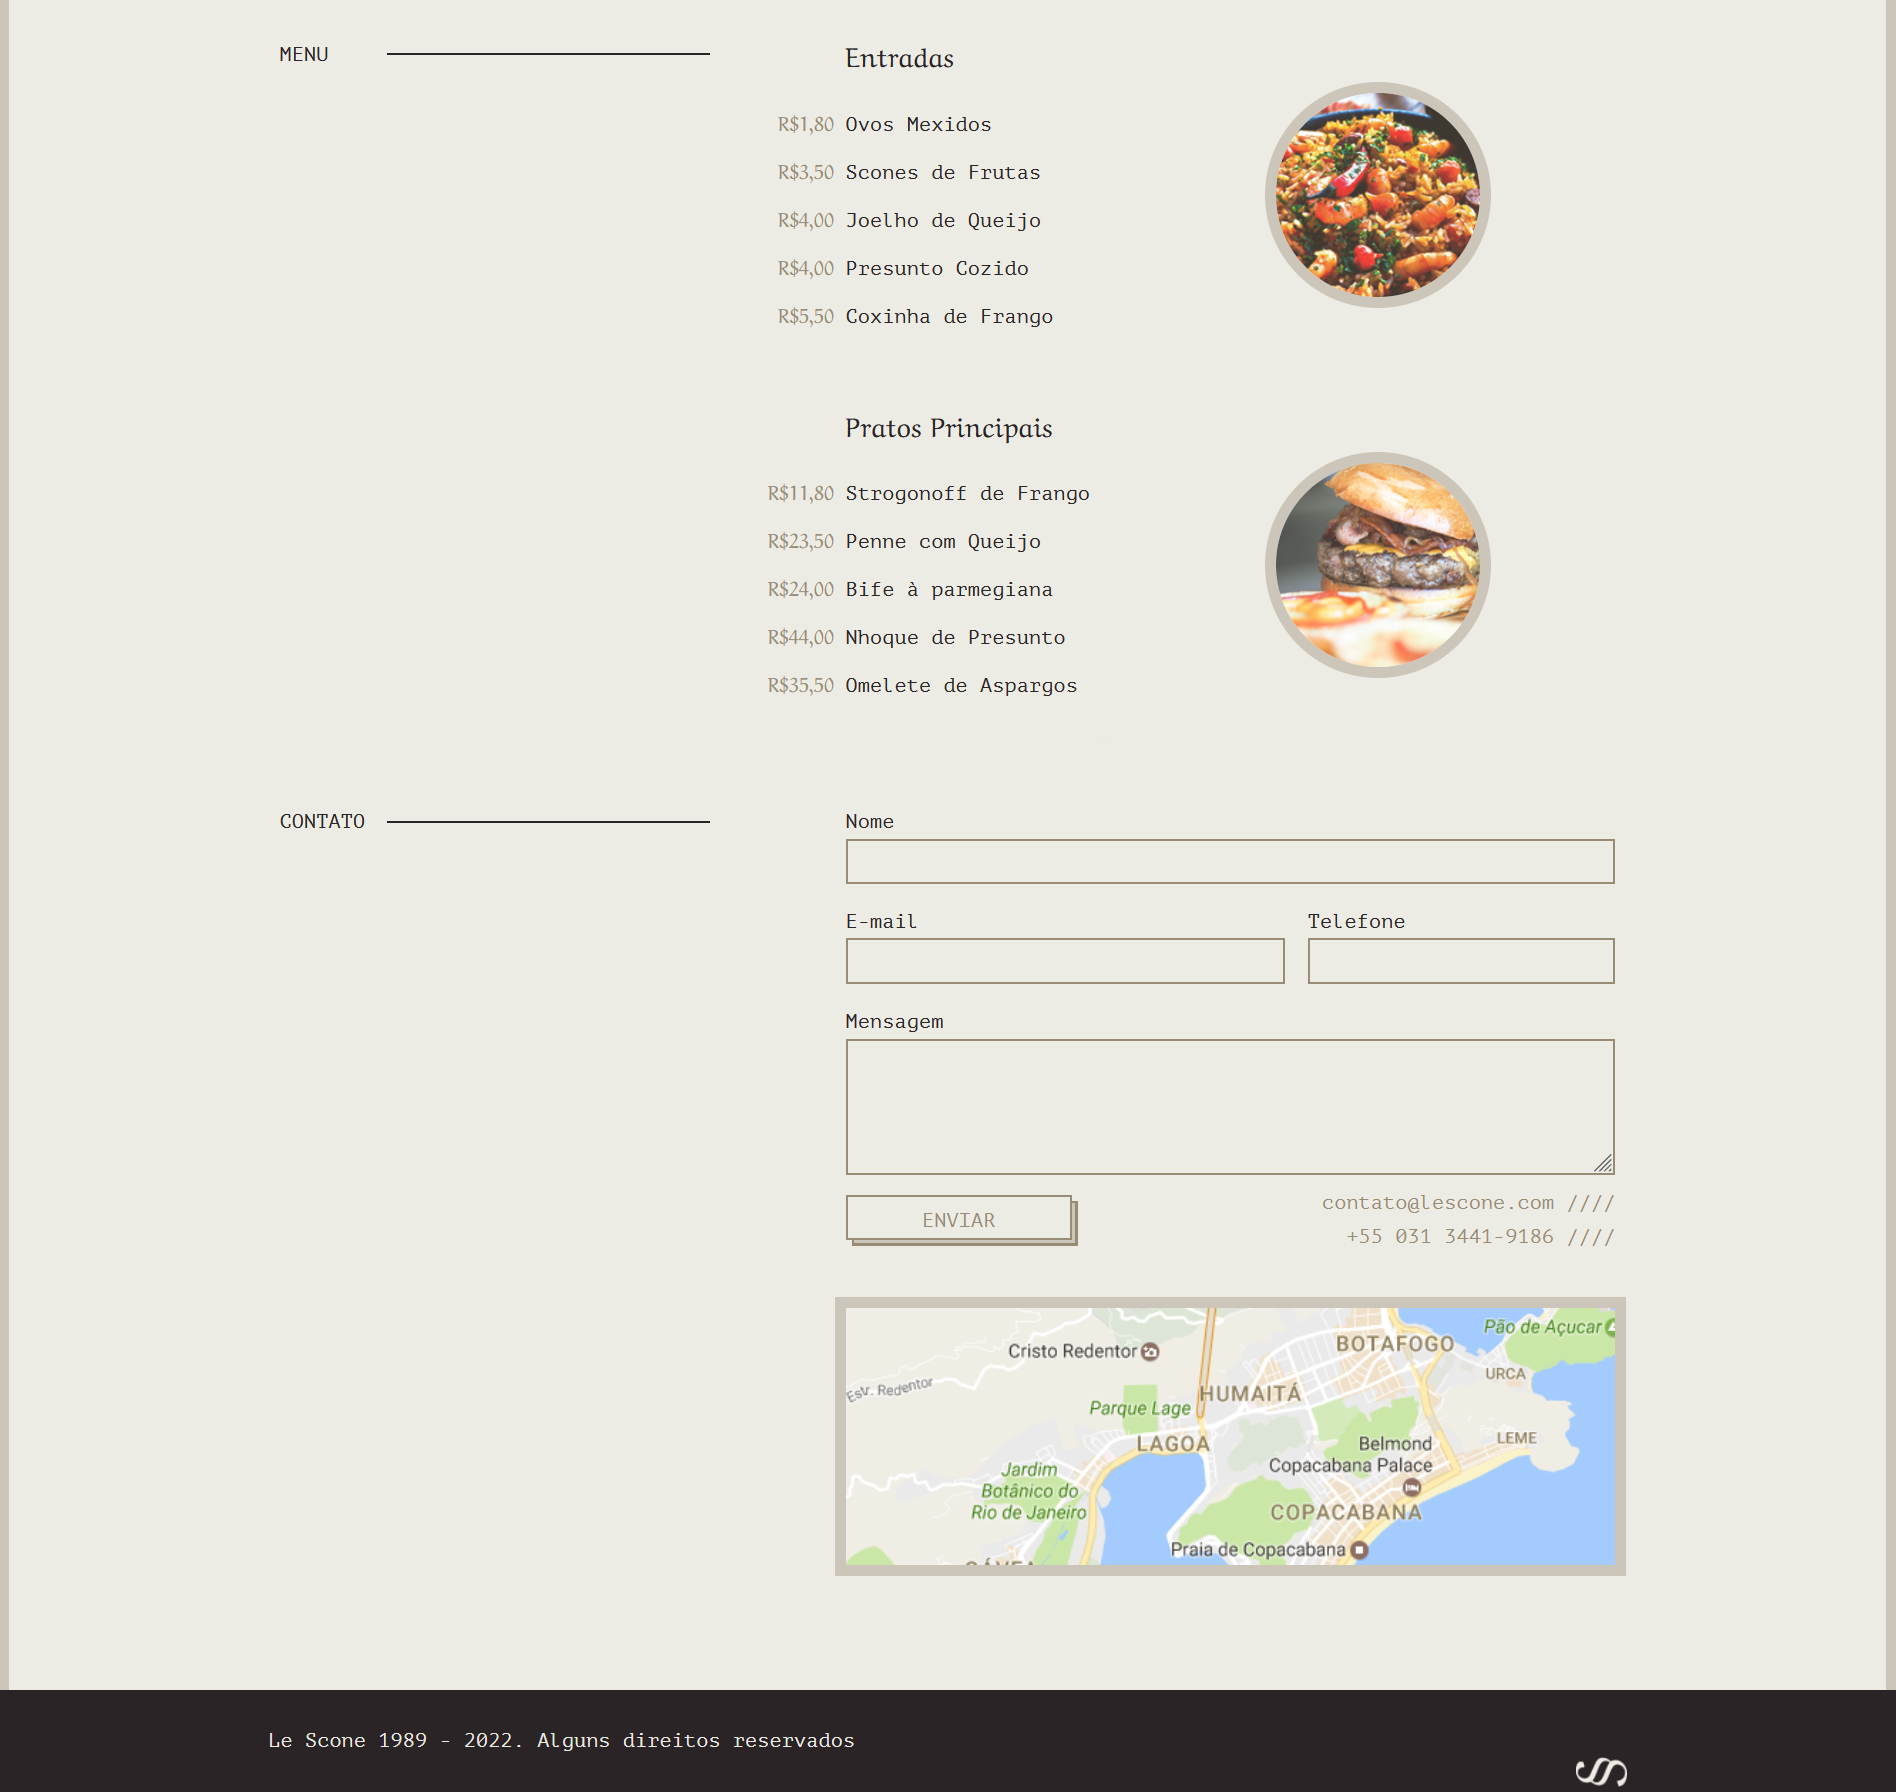 MENU
Entradas
R$1,80 Ovos Mexidos
R$3,50 Scones de Frutas
R$4,00 Joelho de Queijo
R$4,00 Presunto Cozido
R$5,50 Coxinha de Frango
Pratos Principais
R$11,80 Strogonoff de Frango
R$23,50 Penne com Queijo
R$24,00 Bife à parmegiana
R$44,00 Nhoque de Presunto
R$35,50 Omelete de Aspargos
CONTATO
Nome
E-mail
Telefone
Mensagem
ENVIAR
contato@lescone.com ////
+55 031 3441-9186 ////
Pão de Açucar
BOTAFOGO
Cristo Redentor
URCA
Estr. Redentor
HUMAITÁ
Parque Lage
LAGOA
LEME
Belmond
Copacabana Palace
Jardim
Botânico do
Rio de Janeiro
COPACABANA
Praia de Copacabana
Le Scone 1989 - 2022. Alguns direitos reservados